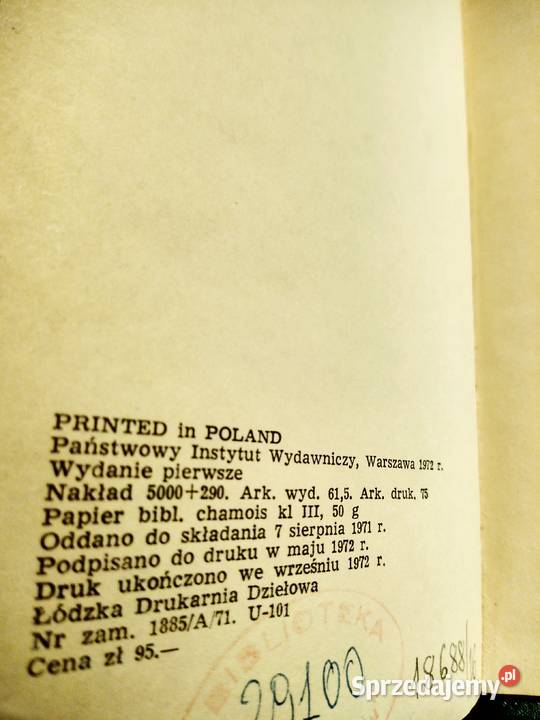 PRINTED in POLAND
Państwowy Instytut Wydawniczy, Warszawa 1972 r.
Wydanie pierwsze
Nakład 5000+290. Ark. wyd. 61,5. Ark. druk. 75
Papier bibl. chamois kl III, 50 g
Oddano do składania 7 sierpnia 1971 r.
Podpisano do druku w maju 1972 r.
Druk ukończono we wrześniu 1972 r.
Łódzka Drukarnia Dziełowa
Nr zam. 1885/A/71. U-101
Cena zł 95.—
BIBLIOTEKA
29100
18688/
Sprzedajemy.pl